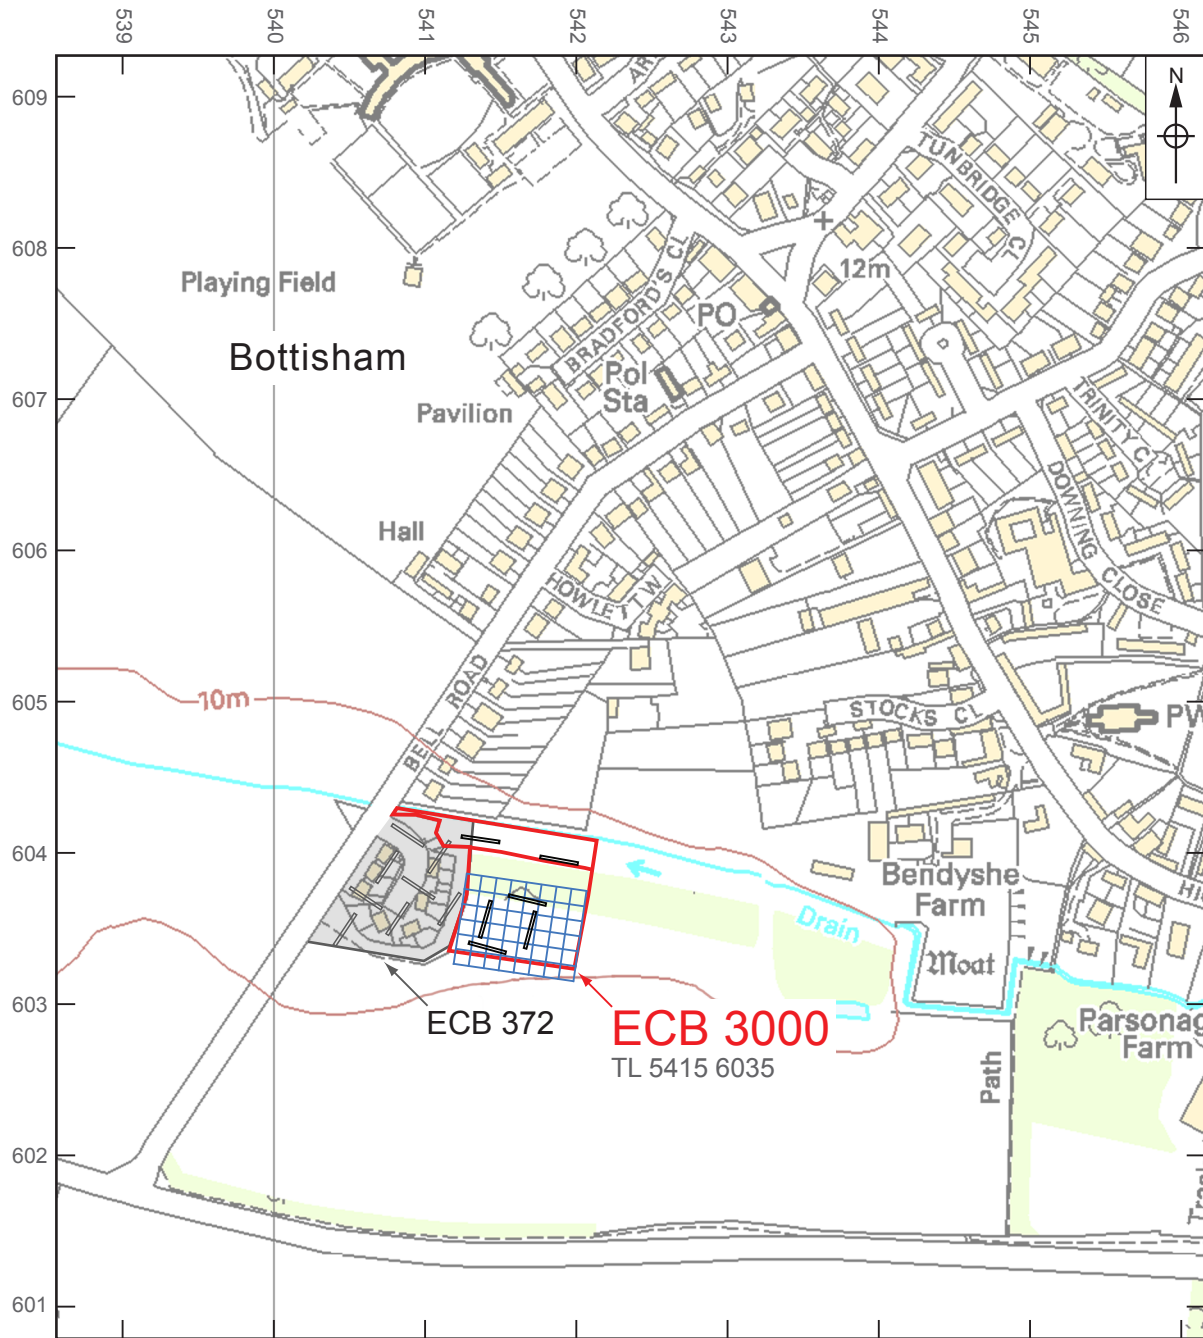 539
540
541
542
543
544
545
546
609
N
TUNBRIDGE CL
608
12m
Playing Field
BRADFORD'S CL
PO
Bottisham
Pol
Sta
607
Pavilion
RINITY CL
DOWNING CLOSE
Hall
606
HOWLETT W
BELL ROAD
605
10m
STOCKS CL
PW
604
Bendyshe
Farm
Drain
Moat
603
ECB 372
ECB 3000
TL 5415 6035
Parsonag
Farm
Path
602
601